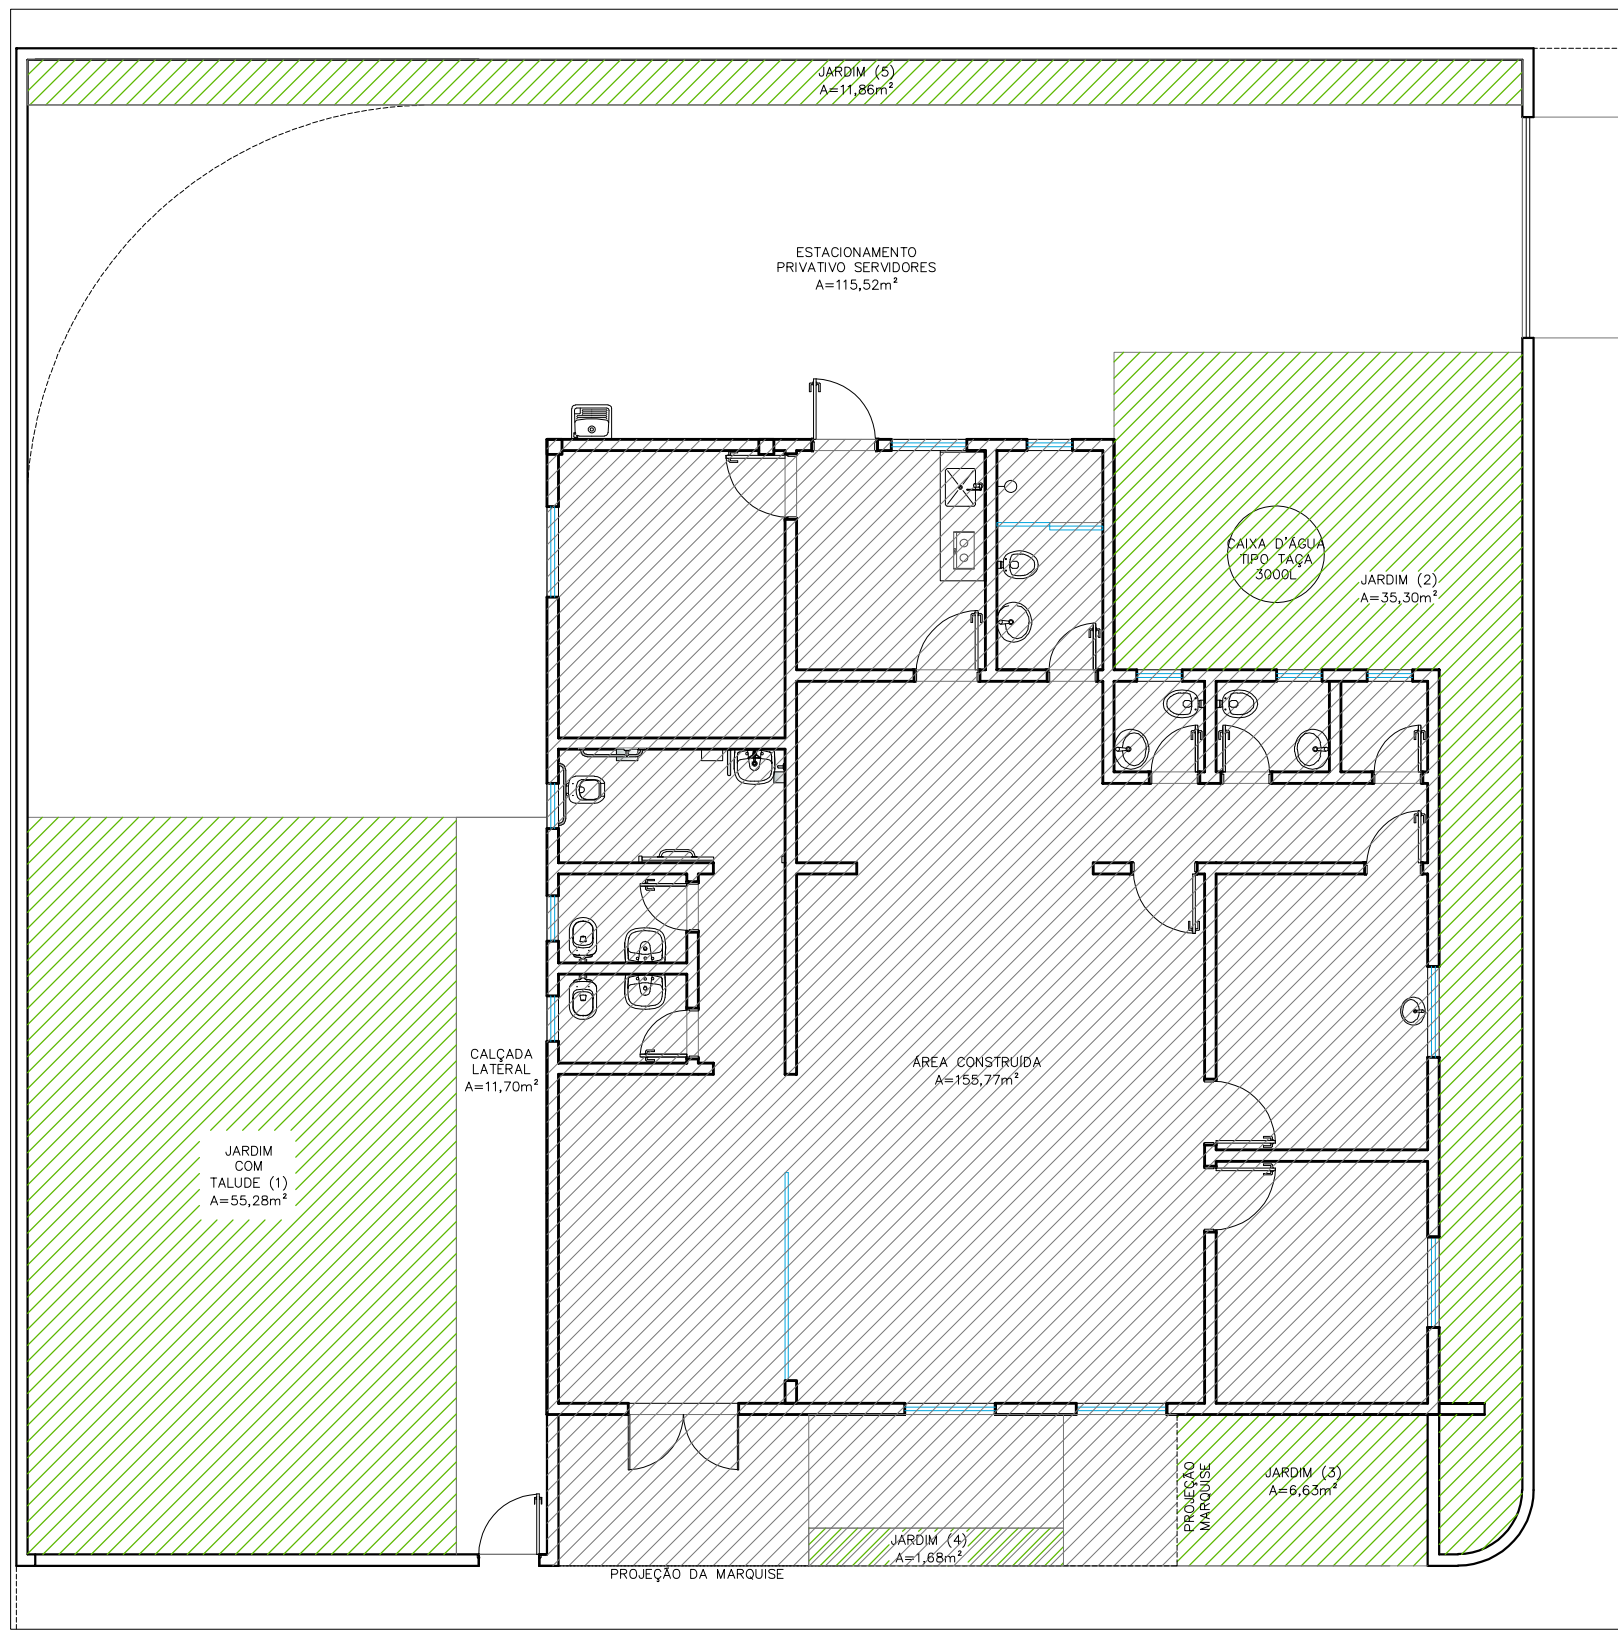 JARDIM (5)
A=11,86m²
ESTACIONAMENTO
PRIVATIVO SERVIDORES
A=115,52m²
CAIXA D'ÁGUA
TIPO TAÇA
3000L
JARDIM (2)
A=35,30m²
CALÇADA
LATERAL
A=11,70m²
ÁREA CONSTRUÍDA
A=155,77m²
JARDIM
COM
TALUDE (1)
A=55,28m²
PROJEÇÃO
MARQUISE
JARDIM (3)
A=6,63m²
JARDIM (4)
A=1,68m²
PROJEÇÃO DA MARQUISE